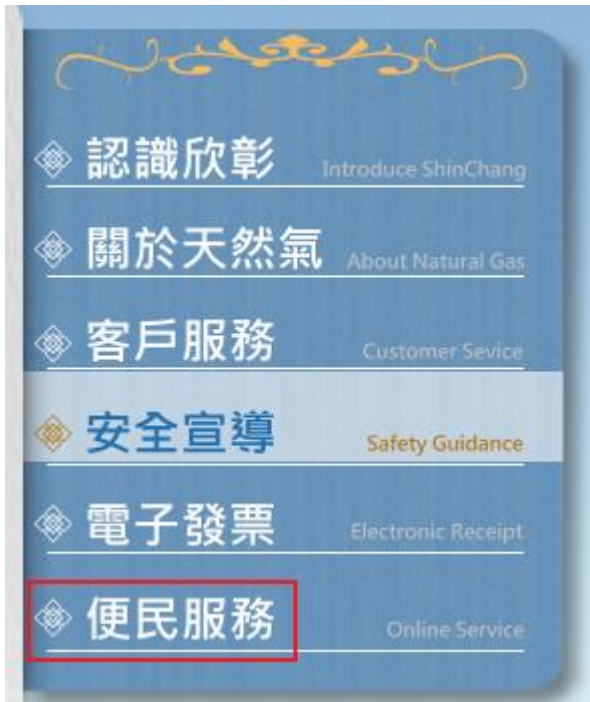 認識欣彰 Introduce ShinChang
關於天然氣 About Natural Gas
客戶服務 Customer Sevice
安全宣導 Safety Guidance
電子發票 Electronic Receipt
便民服務 Online Service